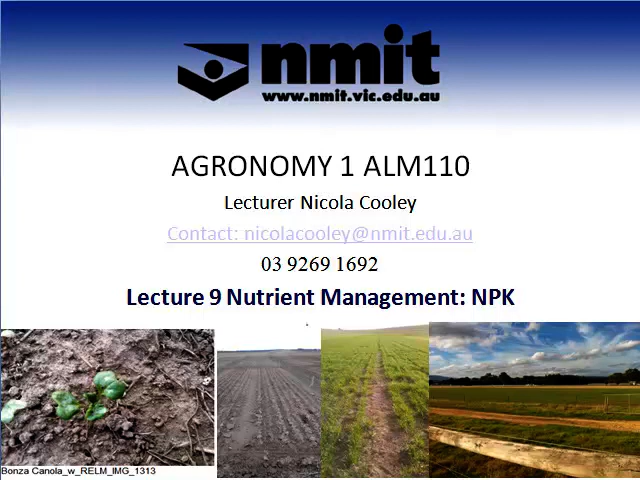 nmit
www.nmit.vic.edu.au
AGRONOMY 1 ALM110
Lecturer Nicola Cooley
Contact: nicolacooley@nmit.edu.au
03 9269 1692
Lecture 9 Nutrient Management: NPK
Bonza Canola_w_RELM_IMG_1313